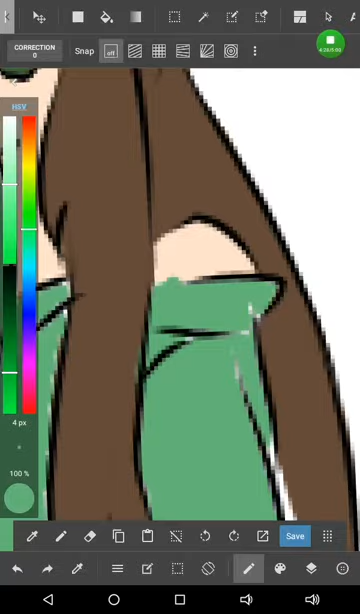 CORRECTION
0
Snap
off
HSV
4 px
100 %
Save